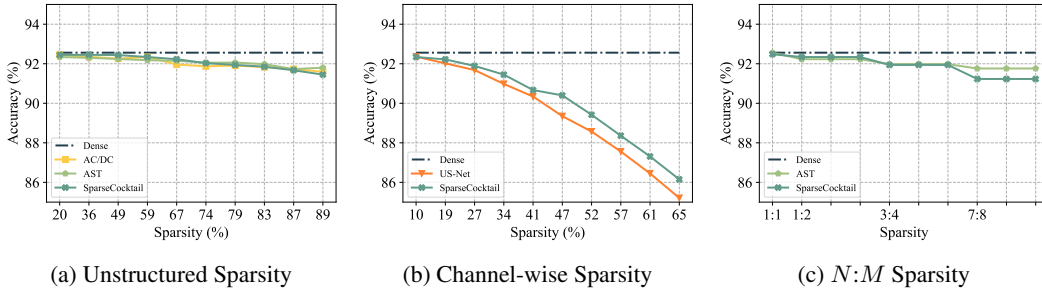 94
92
90
88
86
Accuracy (%)
Dense
AC/DC
AST
SparseCocktail
20 36 49 59 67 74 79 83 87 89
Sparsity (%)
(a) Unstructured Sparsity
94
92
90
88
86
Accuracy (%)
Dense
US-Net
SparseCocktail
10 19 27 34 41 47 52 57 61 65
Sparsity (%)
(b) Channel-wise Sparsity
94
92
90
88
86
Accuracy (%)
Dense
AST
SparseCocktail
1:1 1:2 3:4 7:8
Sparsity
(c) N:M Sparsity